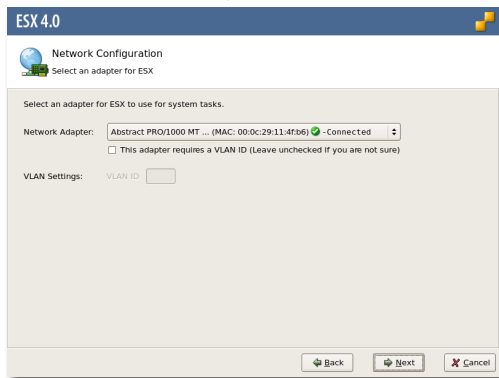 ESX 4.0
Network Configuration
Select an adapter for ESX
Select an adapter for ESX to use for system tasks.
Network Adapter: Abstract PRO/1000 MT ... (MAC: 00:0c:29:11:4f:b6) -Connected
This adapter requires a VLAN ID (Leave unchecked if you are not sure)
VLAN Settings: VLAN ID
Back Next Cancel